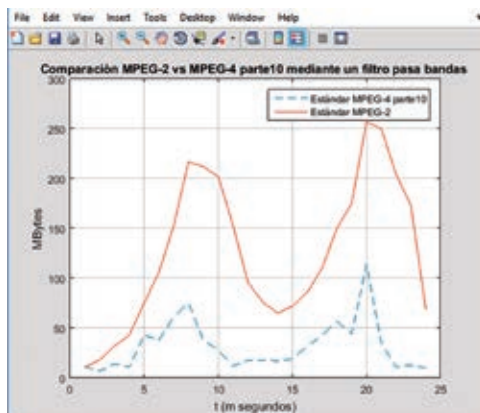 File Edit View Insert Tools Desktop Window Help
Comparación MPEG-2 vs MPEG-4 parte10 mediante un filtro pasa bandas
300
Estándar MPEG-4 parte10
Estándar MPEG-2
250
200
150
100
50
0
MBytes
0 5 10 15 20 25
t (m segundos)